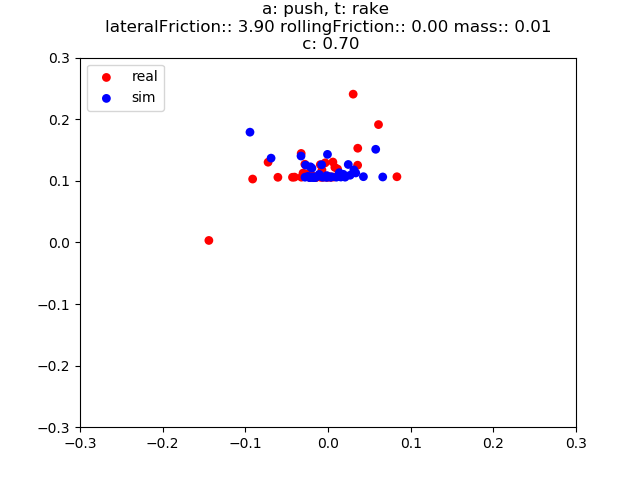 a: push, t: rake
lateralFriction:: 3.90 rollingFriction:: 0.00 mass:: 0.01
c: 0.70
real
sim
0.3
0.2
0.1
0.0
−0.1
−0.2
−0.3
−0.3
−0.2
−0.1
0.0
0.1
0.2
0.3